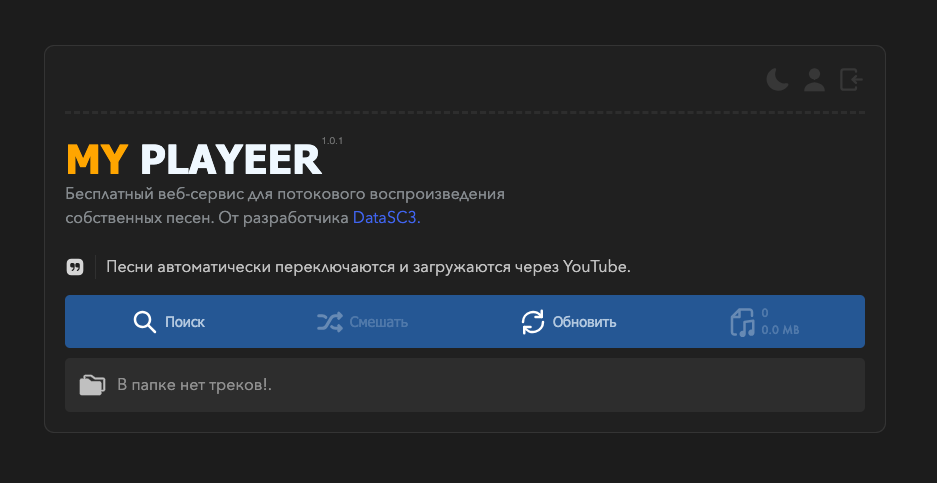 MY PLAYEER 1.0.1
Бесплатный веб-сервис для потокового воспроизведения
собственных песен. От разработчика DataSC3.
Песни автоматически переключаются и загружаются через YouTube.
Поиск
Смешать
Обновить
0
0.0 MB
В папке нет треков!.